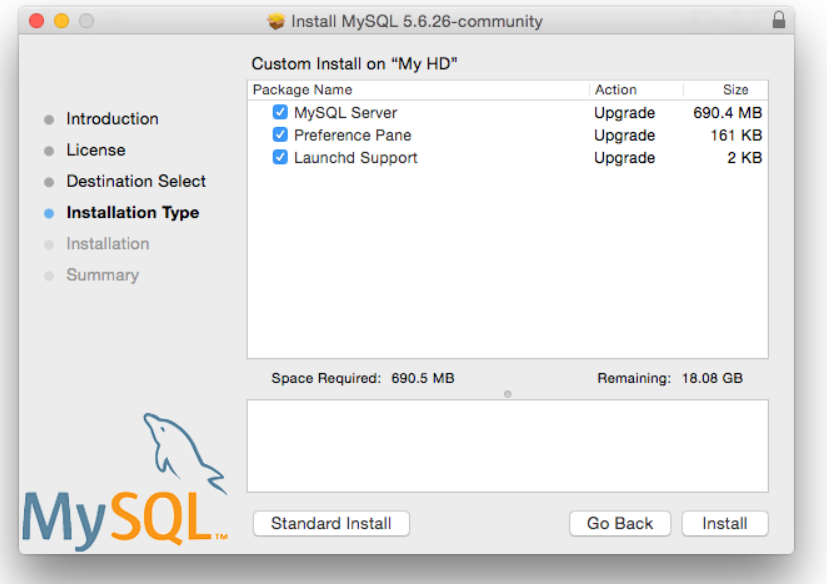 Install MySQL 5.6.26-community
Custom Install on “My HD”
Package Name Action Size
MySQL Server Upgrade 690.4 MB
Preference Pane Upgrade 161 KB
Launchd Support Upgrade 2 KB
Introduction
License
Destination Select
Installation Type
Installation
Summary
Space Required: 690.5 MB Remaining: 18.08 GB
MySQL™
Standard Install Go Back Install